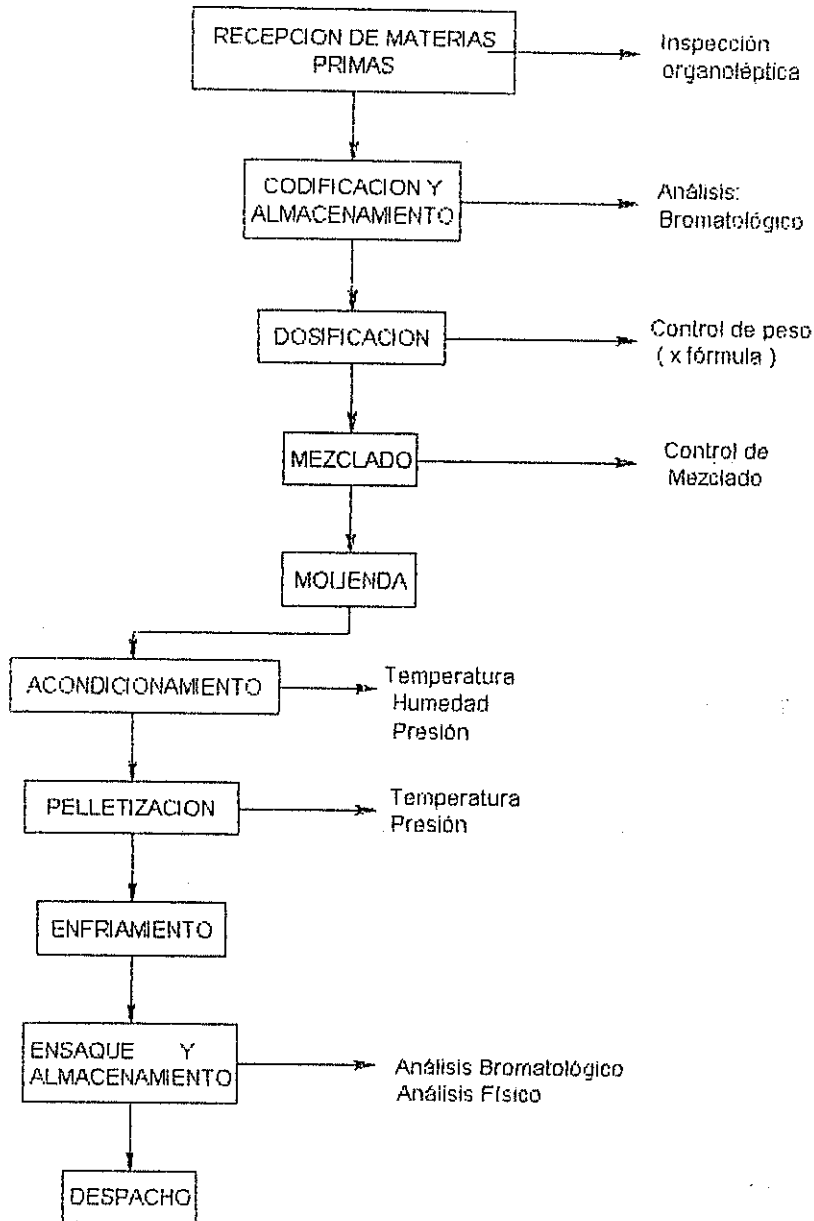 RECEPCION DE MATERIAS
PRIMAS
Inspección
organoléptica
CODIFICACION Y
ALMACENAMIENTO
Análisis:
Bromatológico
DOSIFICACION
Control de peso
( x fórmula )
MEZCLADO
Control de
Mezclado
MOLIENDA
ACONDICIONAMIENTO
Temperatura
Humedad
Presión
PELLETIZACION
Temperatura
Presión
ENFRIAMIENTO
ENSAQUE Y
ALMACENAMIENTO
Análisis Bromatológico
Análisis Físico
DESPACHO